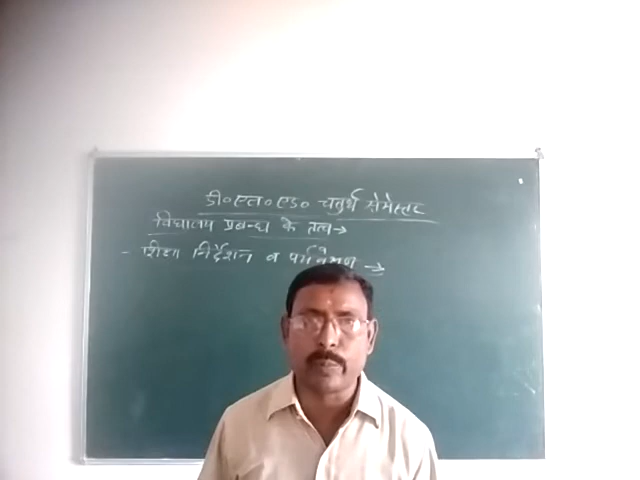 डी०एल०एड० चतुर्थ सेमेस्टर
विद्यालय प्रबन्ध के तत्व→
- शिक्षा निर्देशन व पर्यवेक्षण →